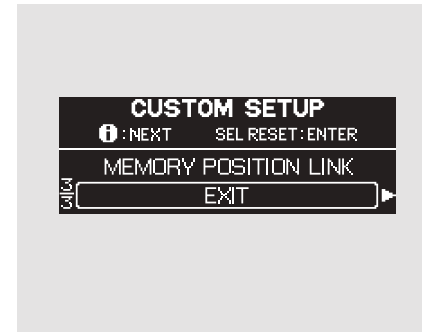 CUSTOM SETUP
i:NEXT SEL RESET:ENTER
MEMORY POSITION LINK
3/3 EXIT